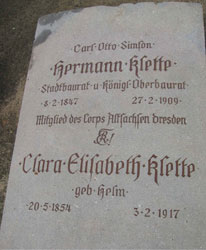 Carl Otto Simson
Hermann Klette
Stadtbaurat u. Königl. Oberbaurat
8·2·1847 27·2·1909
Mitglied des Corps Altsachsen Dresden
Clara Elisabeth Klette
geb. Helm
20·5·1854 3·2·1917